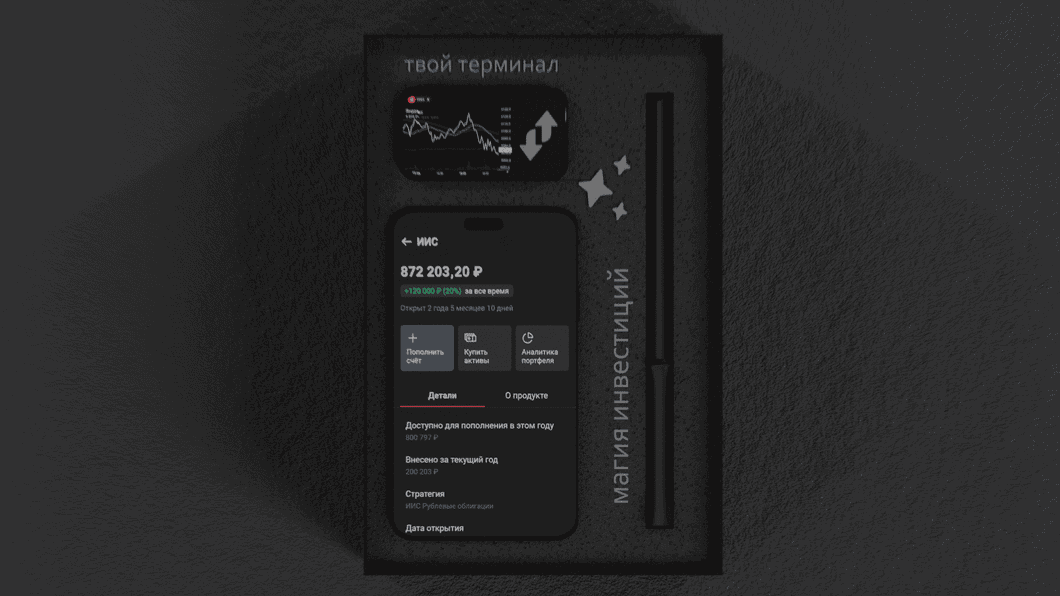 твой терминал
← ИИС
872 203,20 ₽
+120 000 ₽ (20%) за все время
Открыт 2 года 5 месяцев 10 дней
Пополнить
счёт
Купить
активы
Аналитика
портфеля
Детали
О продукте
Доступно для пополнения в этом году
800 797 ₽
Внесено за текущий год
200 203 ₽
Стратегия
ИИС Рублевые облигации
Дата открытия
магия инвестиций